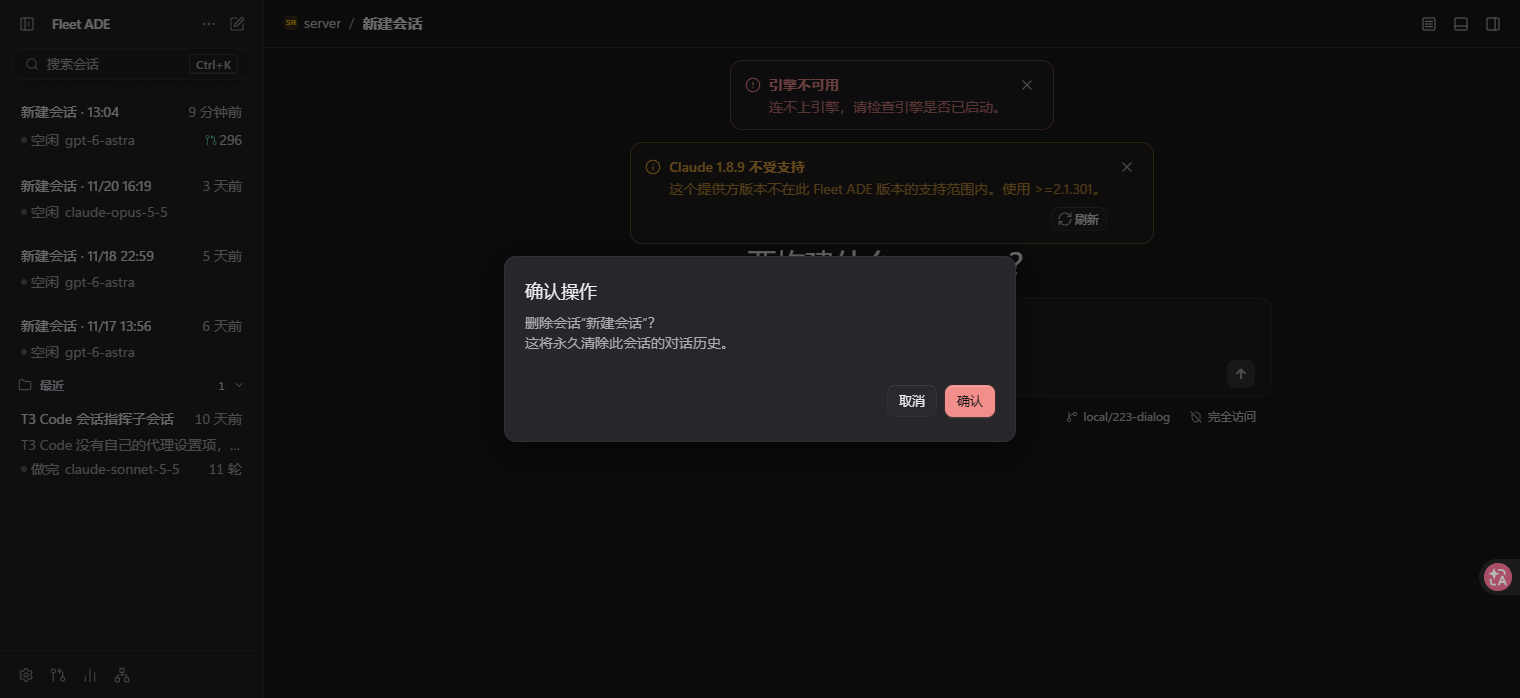 Fleet ADE
搜索会话 Ctrl+K
新建会话 · 13:04 9 分钟前
空闲 gpt-6-astra 296
新建会话 · 11/20 16:19 3 天前
空闲 claude-opus-5-5
新建会话 · 11/18 22:59 5 天前
空闲 gpt-6-astra
新建会话 · 11/17 13:56 6 天前
空闲 gpt-6-astra
最近 1
T3 Code 会话指挥子会话 10 天前
T3 Code 没有自己的代理设置项，...
做完 claude-sonnet-5-5 11 轮
SR server / 新建会话
引擎不可用
连不上引擎，请检查引擎是否已启动。
Claude 1.8.9 不受支持
这个提供方版本不在此 Fleet ADE 版本的支持范围内。使用 >=2.1.301。
刷新
?
确认操作
删除会话“新建会话”？
这将永久清除此会话的对话历史。
取消 确认
local/223-dialog 完全访问